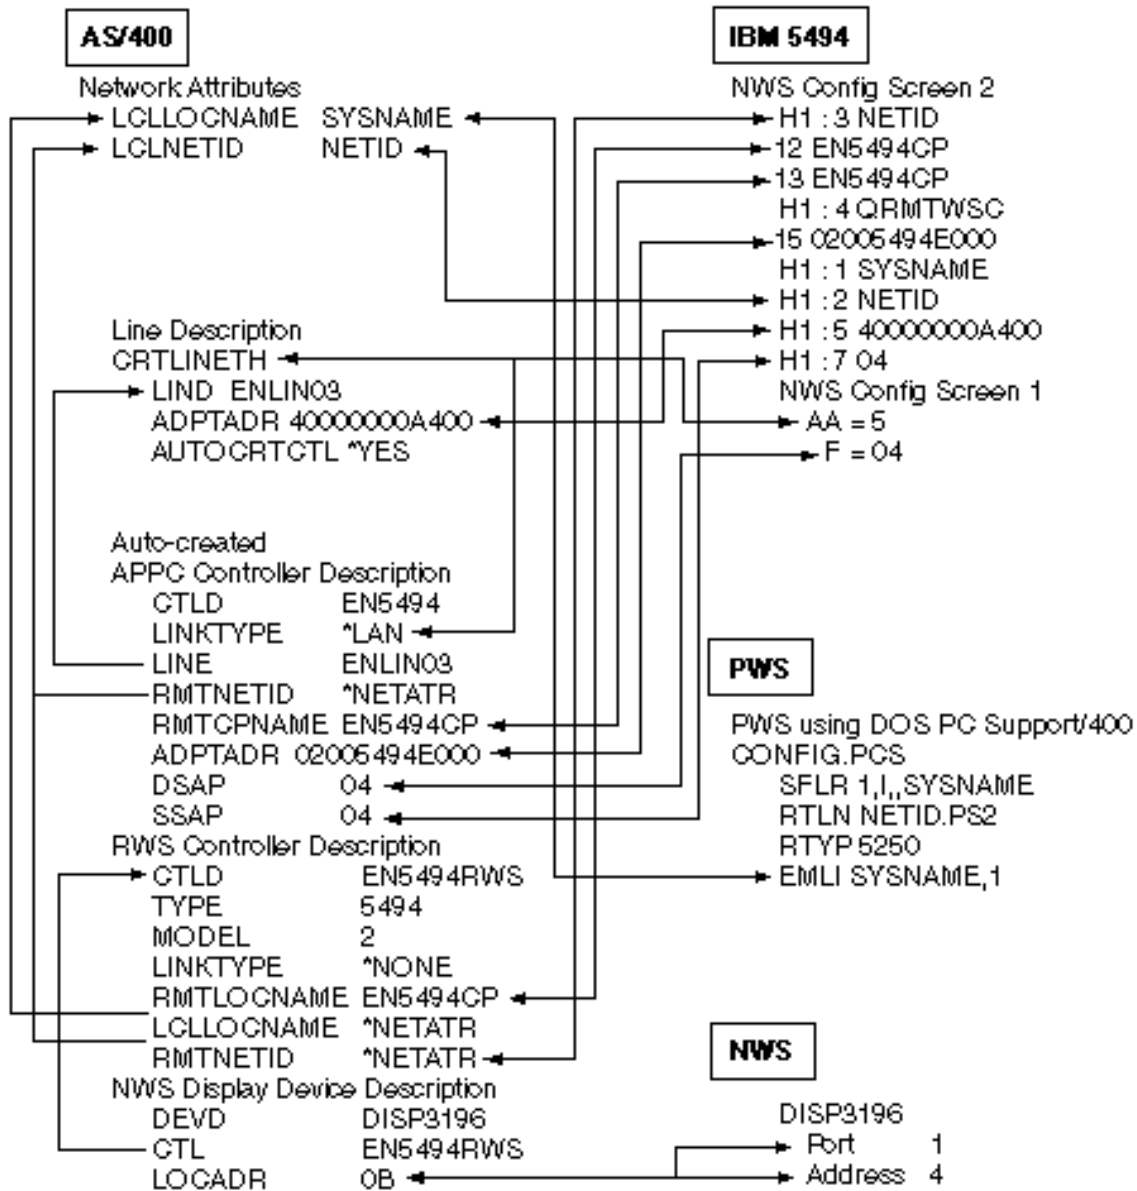 AS/400
Network Attributes
LCLLOCNAME SYSNAME
LCLNETID NETID
Line Description
CRTLINETH
LIND ENLIN03
ADPTADR 40000000A400
AUTOCRTCTL *YES
Auto-created
APPC Controller Description
CTLD EN5494
LINKTYPE *LAN
LINE ENLIN03
RMTNETID *NETATR
RMTCPNAME EN5494CP
ADPTADR 02005494E000
DSAP 04
SSAP 04
RWS Controller Description
CTLD EN5494RWS
TYPE 5494
MODEL 2
LINKTYPE *NONE
RMTLOCNAME EN5494CP
LCLLOCNAME *NETATR
RMTNETID *NETATR
NWS Display Device Description
DEVD DISP3196
CTL EN5494RWS
LOCADR 0B
IBM 5494
NWS Config Screen 2
H1 : 3 NETID
12 EN5494CP
13 EN5494CP
H1 : 4 QRMTWSC
15 02005494E000
H1 : 1 SYSNAME
H1 : 2 NETID
H1 : 5 40000000A400
H1 : 7 04
NWS Config Screen 1
AA = 5
F = 04
PWS
PWS using DOS PC Support/400
CONFIG.PCS
SFLR 1,I,,SYSNAME
RTLN NETID.PS2
RTYP 5250
EMLI SYSNAME,1
NWS
DISP3196
Port 1
Address 4